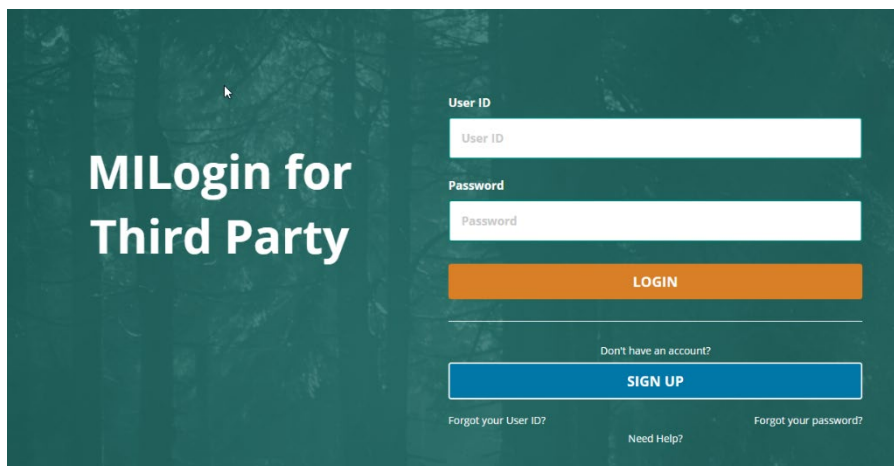 MILogin for
Third Party
User ID
User ID
Password
Password
LOGIN
Don't have an account?
SIGN UP
Forgot your User ID?
Forgot your password?
Need Help?